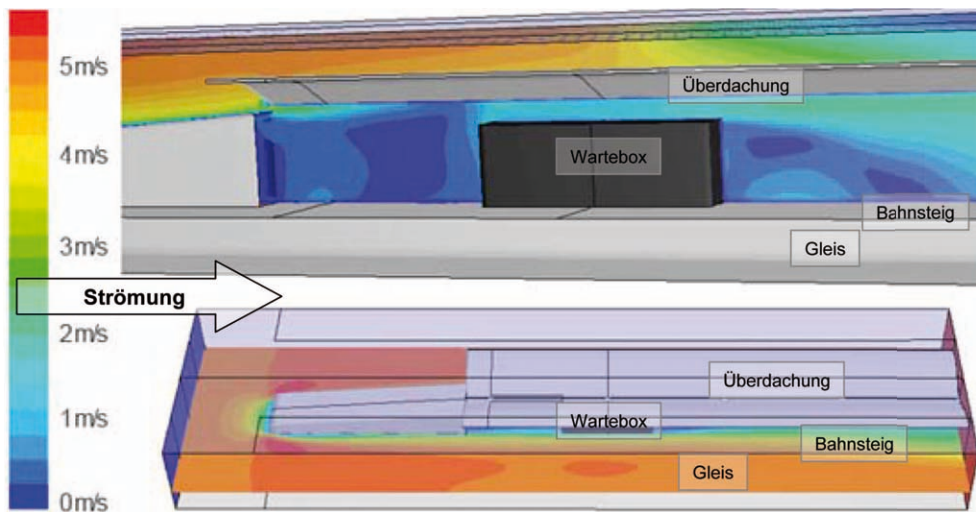 5m/s
4m/s
3m/s
2m/s
1m/s
0m/s
Überdachung
Wartebox
Bahnsteig
Gleis
Strömung
Überdachung
Wartebox
Bahnsteig
Gleis